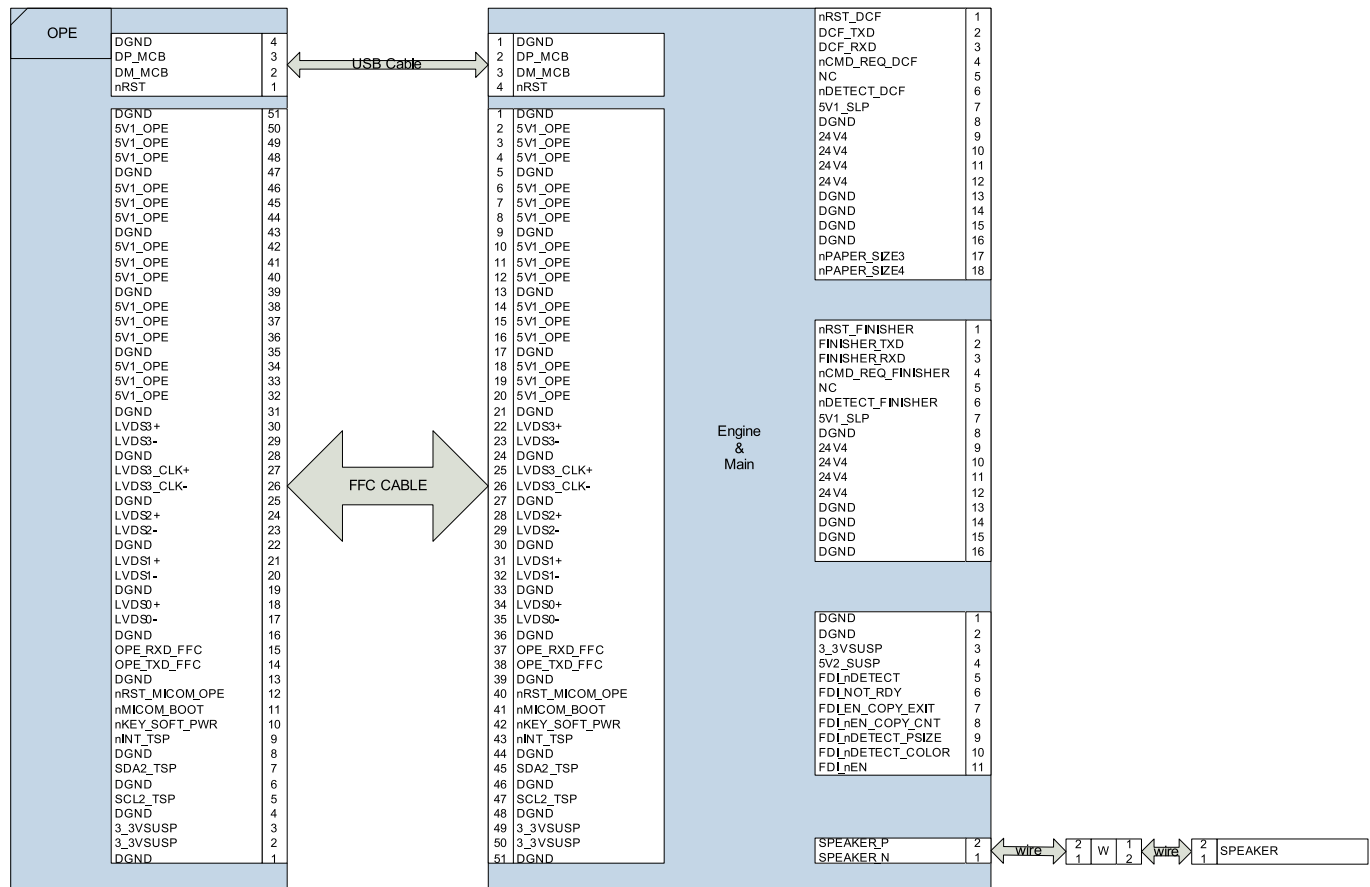 OPE
DGND 4
DP_MCB 3
DM_MCB 2
nRST 1
USB Cable
1 DGND
2 DP_MCB
3 DM_MCB
4 nRST
DGND 51
5V1_OPE 50
5V1_OPE 49
5V1_OPE 48
DGND 47
5V1_OPE 46
5V1_OPE 45
5V1_OPE 44
DGND 43
5V1_OPE 42
5V1_OPE 41
5V1_OPE 40
DGND 39
5V1_OPE 38
5V1_OPE 37
5V1_OPE 36
DGND 35
5V1_OPE 34
5V1_OPE 33
5V1_OPE 32
DGND 31
LVDS3+ 30
LVDS3- 29
DGND 28
LVDS3_CLK+ 27
LVDS3_CLK- 26
DGND 25
LVDS2+ 24
LVDS2- 23
DGND 22
LVDS1+ 21
LVDS1- 20
DGND 19
LVDS0+ 18
LVDS0- 17
DGND 16
OPE_RXD_FFC 15
OPE_TXD_FFC 14
DGND 13
nRST_MICOM_OPE 12
nMICOM_BOOT 11
nKEY_SOFT_PWR 10
nINT_TSP 9
DGND 8
SDA2_TSP 7
DGND 6
SCL2_TSP 5
DGND 4
3_3VSUSP 3
3_3VSUSP 2
DGND 1
FFC CABLE
1 DGND
2 5V1_OPE
3 5V1_OPE
4 5V1_OPE
5 DGND
6 5V1_OPE
7 5V1_OPE
8 5V1_OPE
9 DGND
10 5V1_OPE
11 5V1_OPE
12 5V1_OPE
13 DGND
14 5V1_OPE
15 5V1_OPE
16 5V1_OPE
17 DGND
18 5V1_OPE
19 5V1_OPE
20 5V1_OPE
21 DGND
22 LVDS3+
23 LVDS3-
24 DGND
25 LVDS3_CLK+
26 LVDS3_CLK-
27 DGND
28 LVDS2+
29 LVDS2-
30 DGND
31 LVDS1+
32 LVDS1-
33 DGND
34 LVDS0+
35 LVDS0-
36 DGND
37 OPE_RXD_FFC
38 OPE_TXD_FFC
39 DGND
40 nRST_MICOM_OPE
41 nMICOM_BOOT
42 nKEY_SOFT_PWR
43 nINT_TSP
44 DGND
45 SDA2_TSP
46 DGND
47 SCL2_TSP
48 DGND
49 3_3VSUSP
50 3_3VSUSP
51 DGND
Engine
&
Main
nRST_DCF 1
DCF_TXD 2
DCF_RXD 3
nCMD_REQ_DCF 4
NC 5
nDETECT_DCF 6
5V1_SLP 7
DGND 8
24V4 9
24V4 10
24V4 11
24V4 12
DGND 13
DGND 14
DGND 15
DGND 16
nPAPER_SIZE3 17
nPAPER_SIZE4 18
nRST_FINISHER 1
FINISHER_TXD 2
FINISHER_RXD 3
nCMD_REQ_FINISHER 4
NC 5
nDETECT_FINISHER 6
5V1_SLP 7
DGND 8
24V4 9
24V4 10
24V4 11
24V4 12
DGND 13
DGND 14
DGND 15
DGND 16
DGND 1
DGND 2
3_3VSUSP 3
5V2_SUSP 4
FDI_nDETECT 5
FDI_NOT_RDY 6
FDI_EN_COPY_EXIT 7
FDI_nEN_COPY_CNT 8
FDI_nDETECT_PSIZE 9
FDI_nDETECT_COLOR 10
FDI_nEN 11
SPEAKER_P 2
SPEAKER_N 1
wire
2 W 1
1 2
wire
2 SPEAKER
1